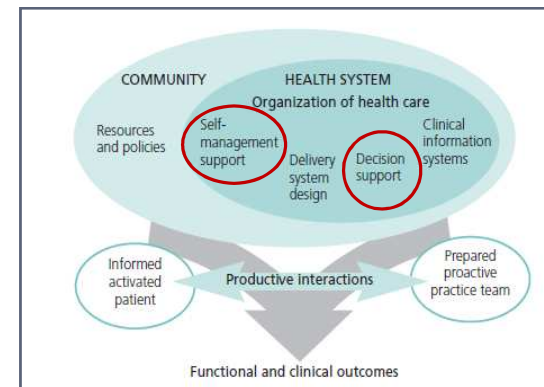 COMMUNITY
HEALTH SYSTEM
Organization of health care
Resources
and policies
Self-
management
support
Delivery
system
design
Decision
support
Clinical
information
systems
Informed
activated
patient
Productive interactions
Prepared
proactive
practice team
Functional and clinical outcomes